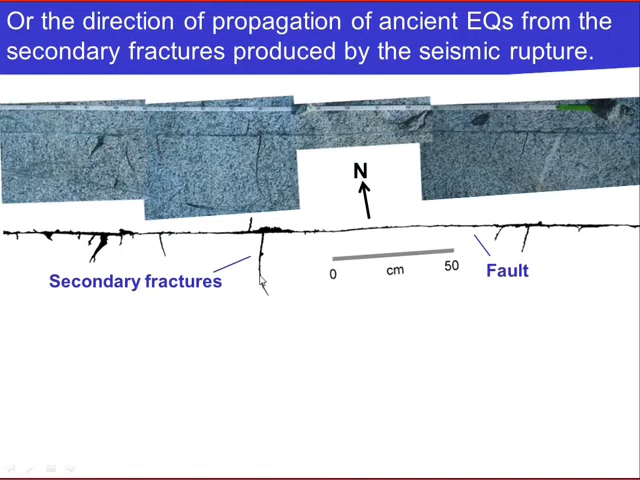 Or the direction of propagation of ancient EQs from the
secondary fractures produced by the seismic rupture.
N
Secondary fractures
0
cm
50
Fault